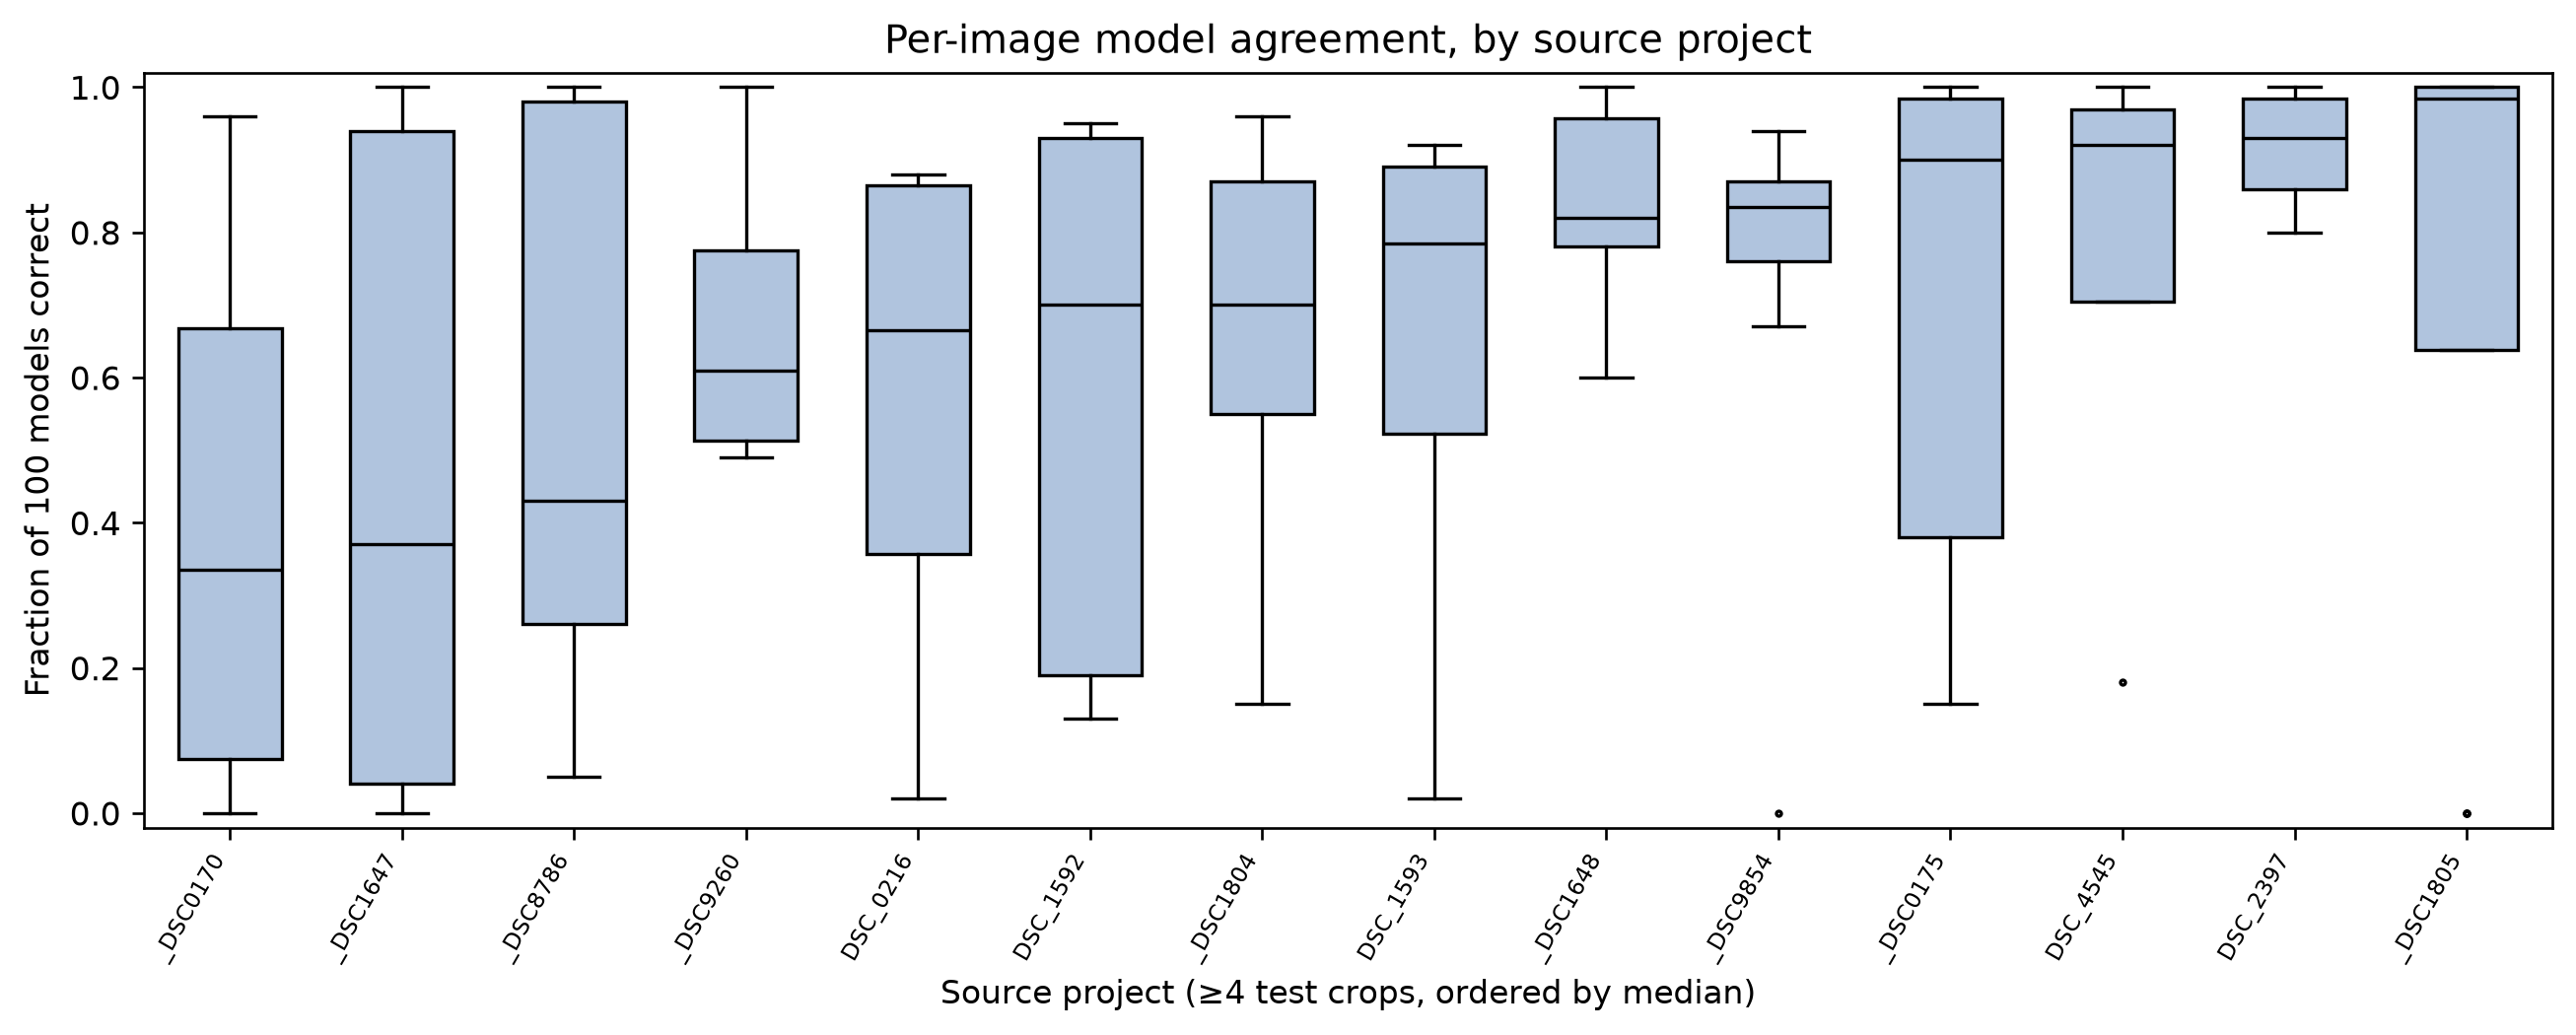 Per-image model agreement, by source project
Fraction of 100 models correct
1.0
0.8
0.6
0.4
0.2
0.0
_DSC0170
_DSC1647
_DSC8786
_DSC9260
DSC_0216
DSC_1592
_DSC1804
DSC_1593
_DSC1648
_DSC9854
_DSC0175
DSC_4545
DSC_2397
_DSC1805
Source project (≥4 test crops, ordered by median)